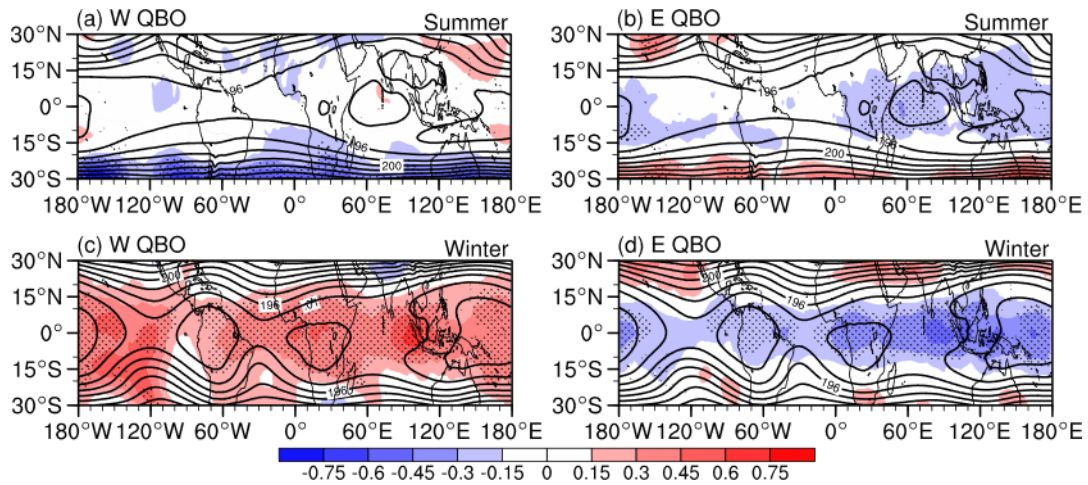 (a) W QBO Summer (b) E QBO Summer
30°N 30°N
15°N 196 15°N 196
0° 0°
15°S 196 15°S 196
200 200
30°S 30°S
180°W 120°W 60°W 0° 60°E 120°E 180°E 180°W 120°W 60°W 0° 60°E 120°E 180°E
(c) W QBO Winter (d) E QBO Winter
30°N 200 30°N 200
15°N 196 15°N 196
0° 0°
15°S 15°S
196 196
30°S 30°S
180°W 120°W 60°W 0° 60°E 120°E 180°E 180°W 120°W 60°W 0° 60°E 120°E 180°E
-0.75 -0.6 -0.45 -0.3 -0.15 0 0.15 0.3 0.45 0.6 0.75